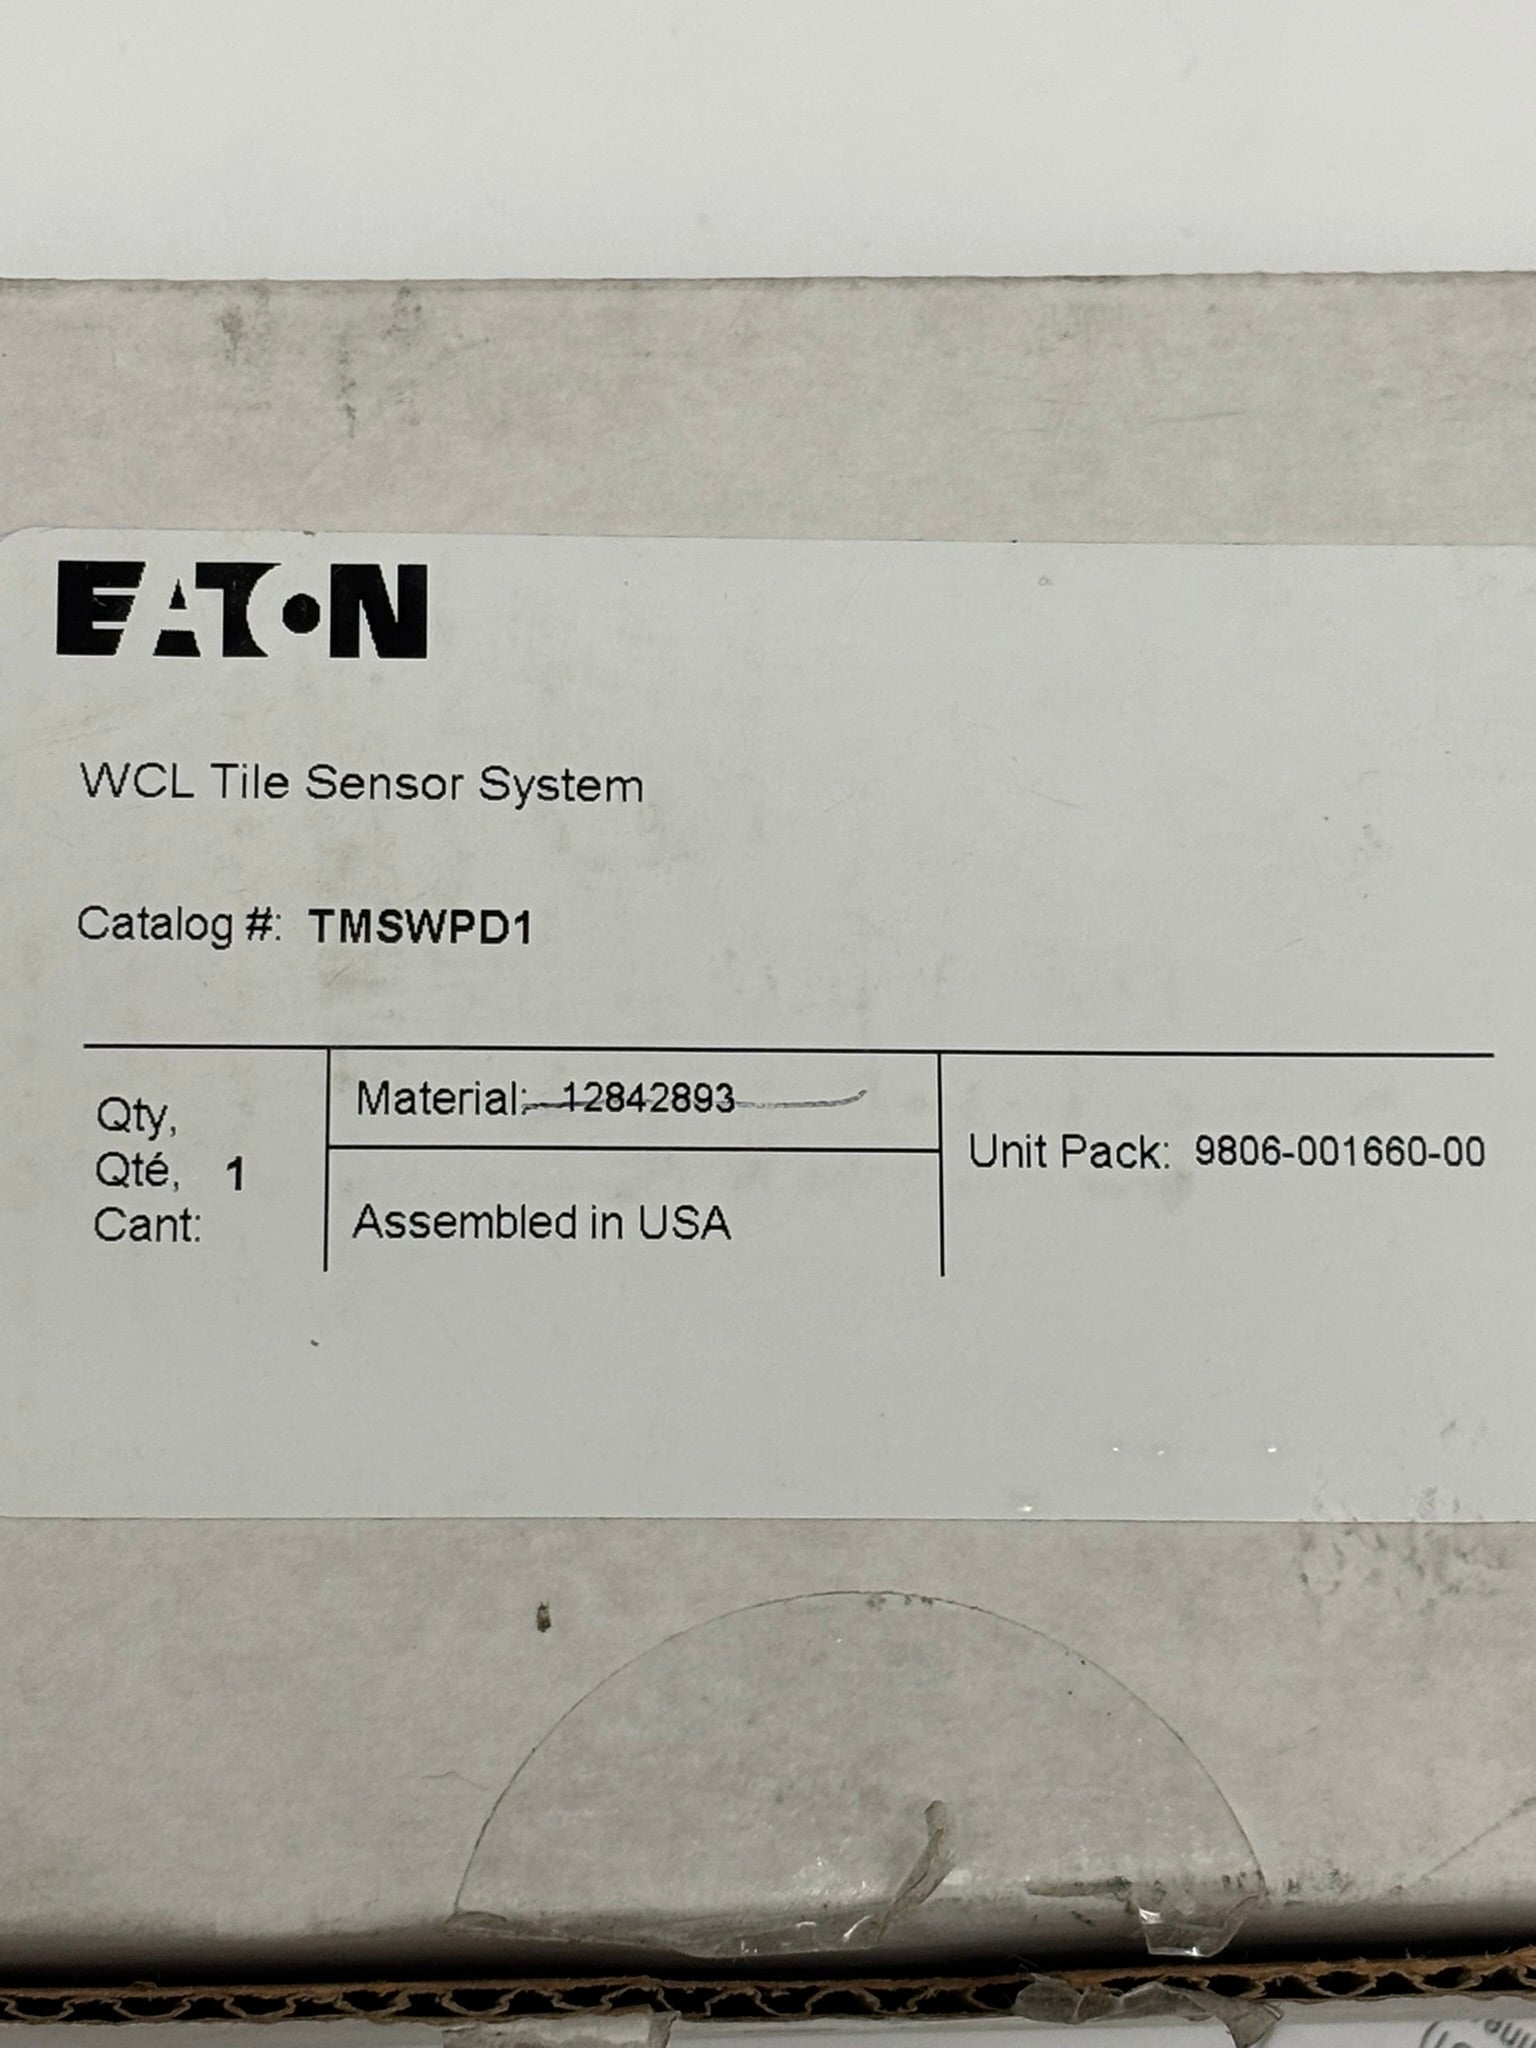 EATON
WCL Tile Sensor System
Catalog #: TMSWPD1
Qty,
Qté, 1
Cant:
Material: 12842893
Assembled in USA
Unit Pack: 9806-001660-00